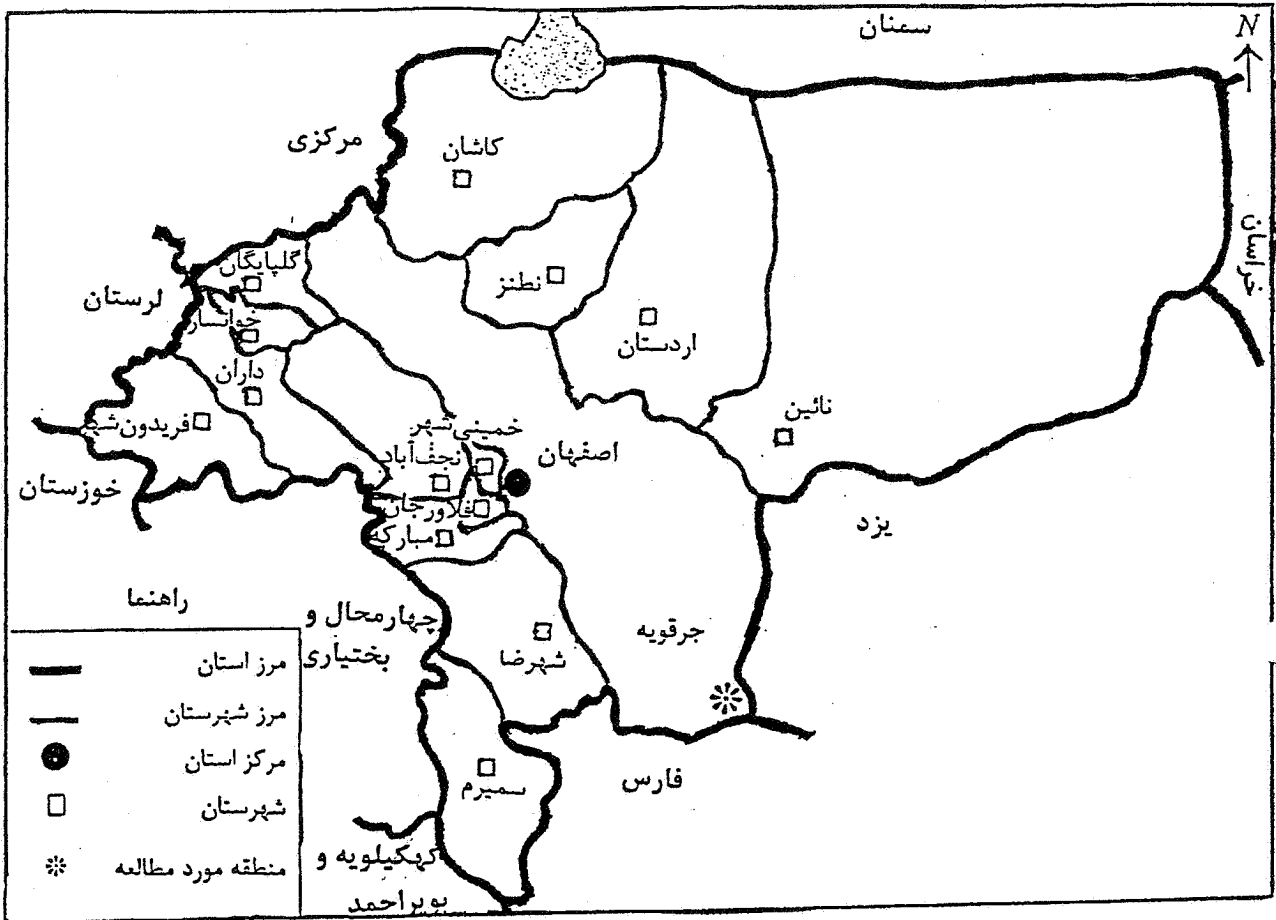 سمنان
N
مرکزی
کاشان
خراسان
گلپایگان
نطنز
لرستان
خوانسار
اردستان
داران
نائین
فریدون‌شهر
خمینی‌شهر
اصفهان
نجف‌آباد
خوزستان
فلاورجان
یزد
مبارکه
راهنما
چهارمحال و
بختیاری
جرقویه
شهرضا
مرز استان
مرز شهرستان
مرکز استان
شهرستان
منطقه مورد مطالعه
فارس
سمیرم
کهکیلویه و
بویراحمد